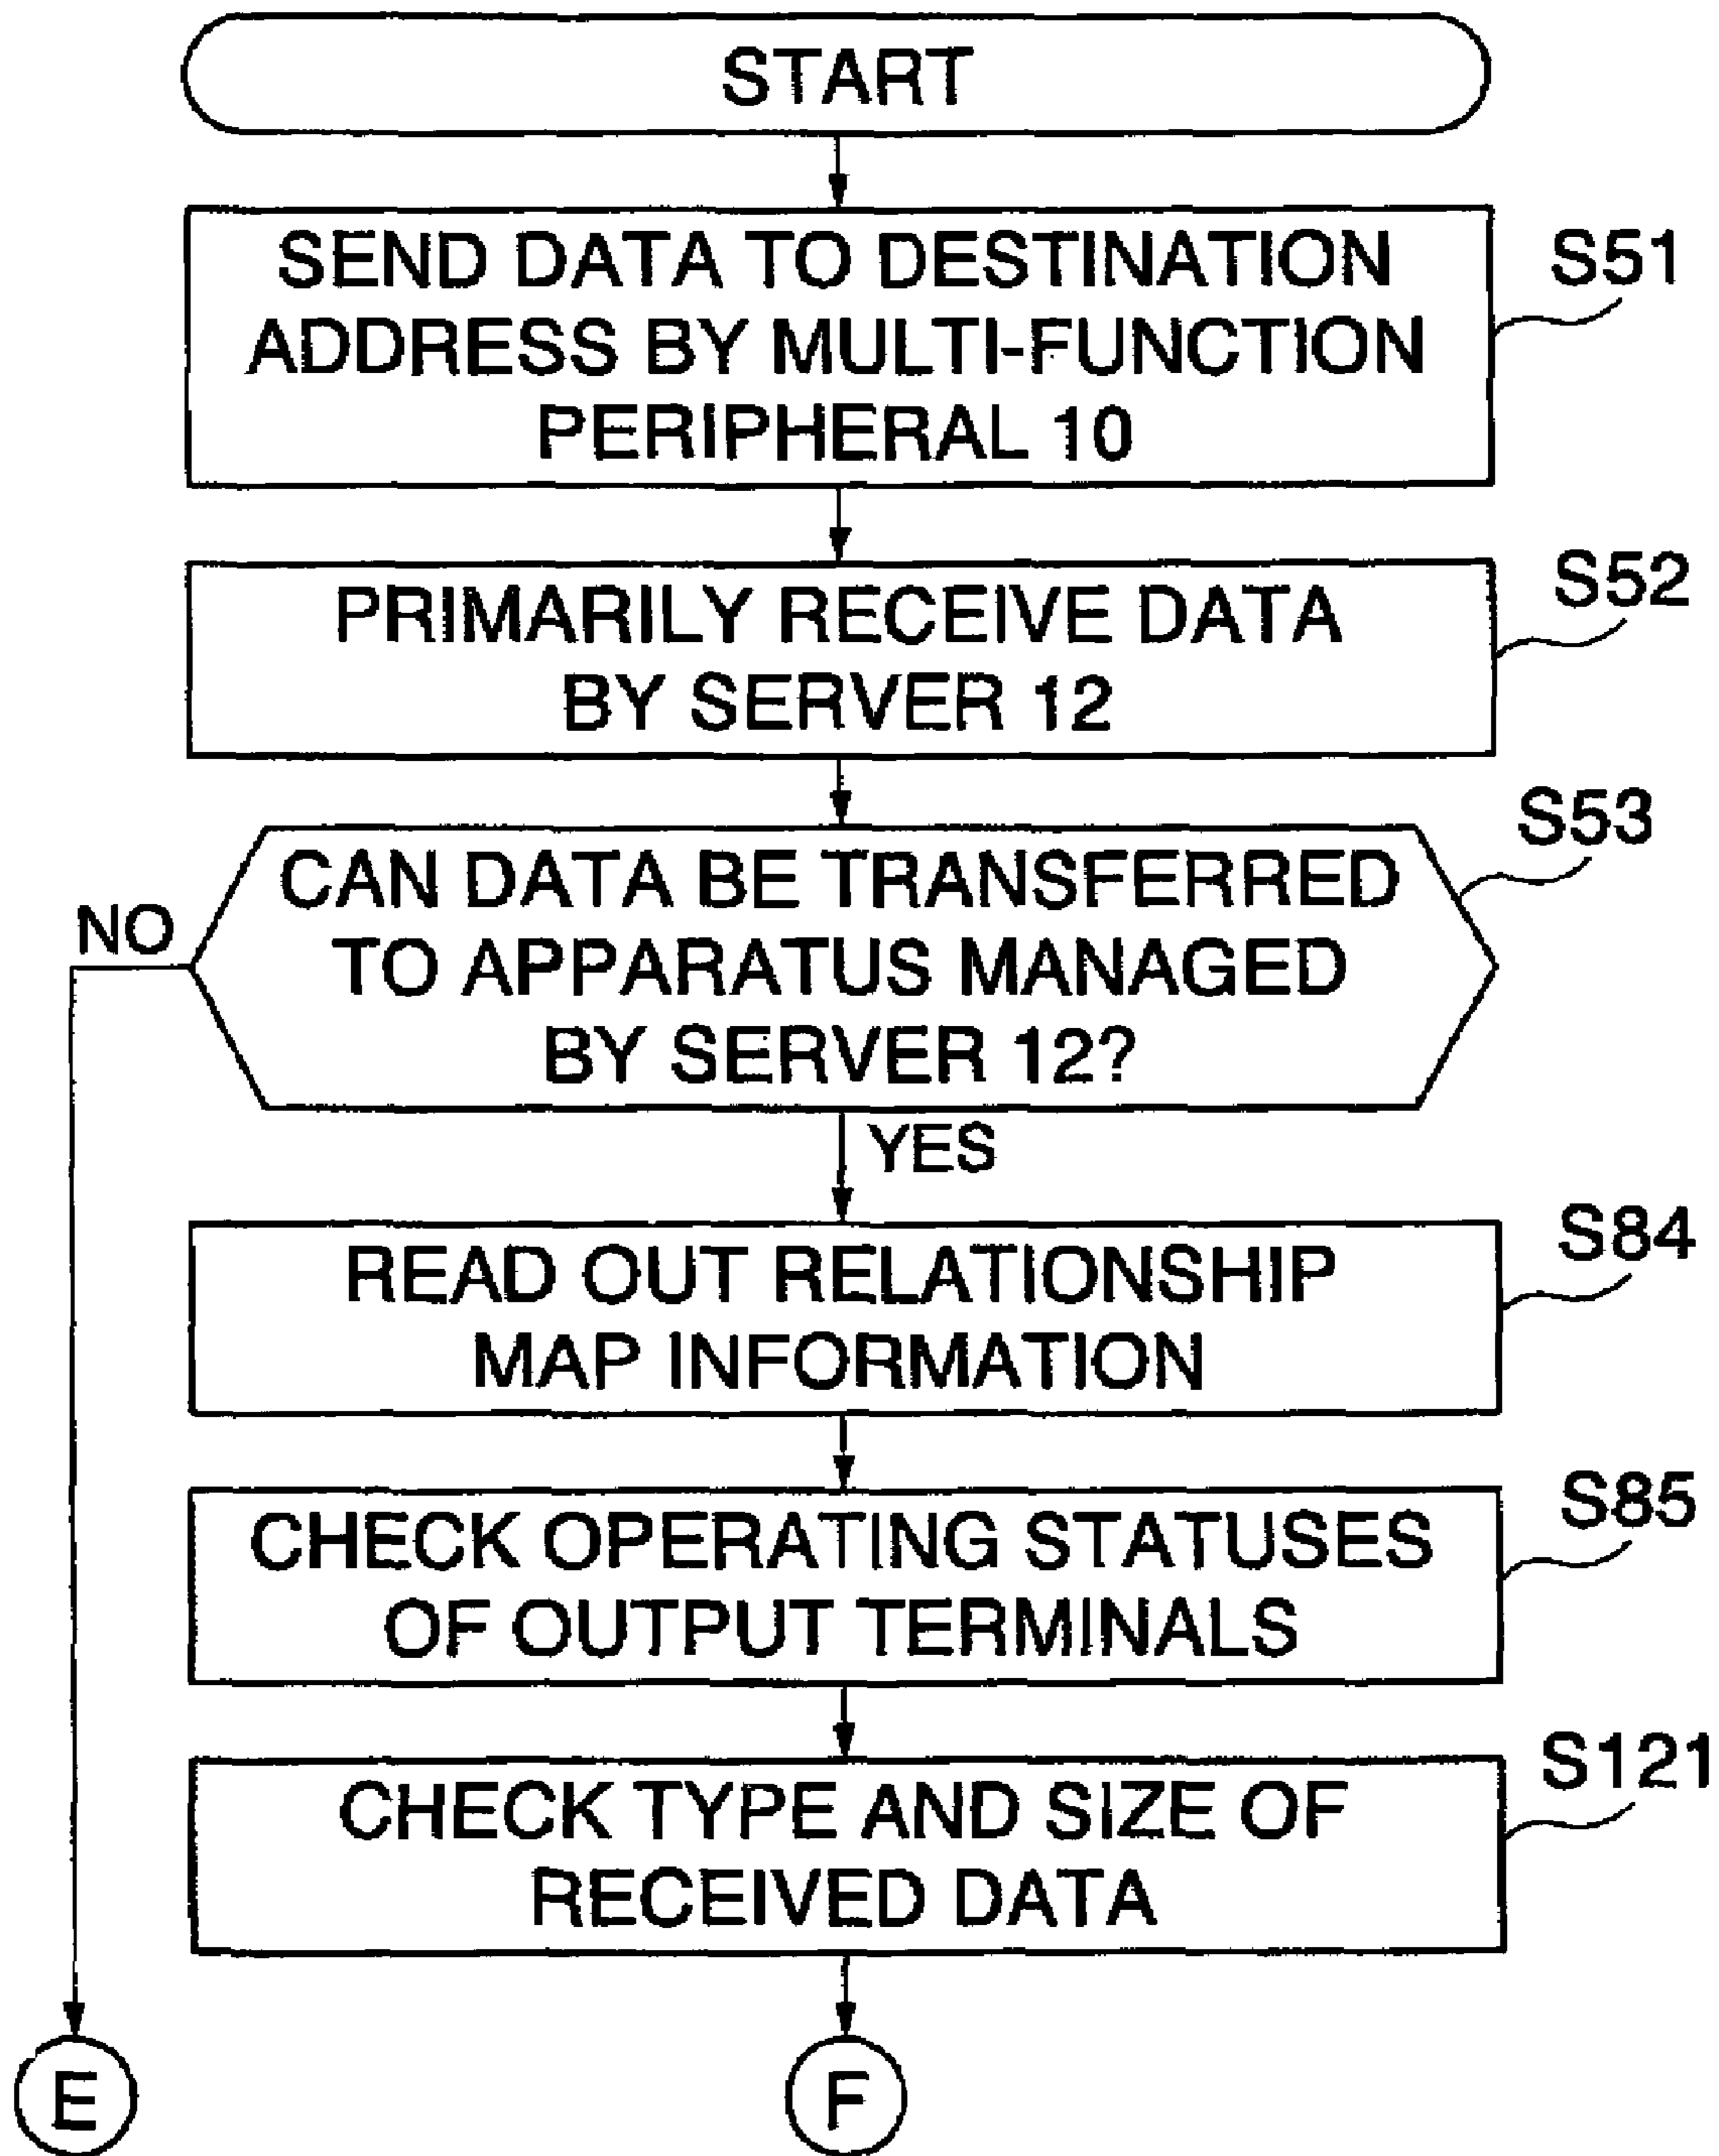 START
SEND DATA TO DESTINATION
ADDRESS BY MULTI-FUNCTION
PERIPHERAL 10
S51
PRIMARILY RECEIVE DATA
BY SERVER 12
S52
CAN DATA BE TRANSFERRED
TO APPARATUS MANAGED
BY SERVER 12?
S53
NO
YES
READ OUT RELATIONSHIP
MAP INFORMATION
S84
CHECK OPERATING STATUSES
OF OUTPUT TERMINALS
S85
CHECK TYPE AND SIZE OF
RECEIVED DATA
S121
E
F